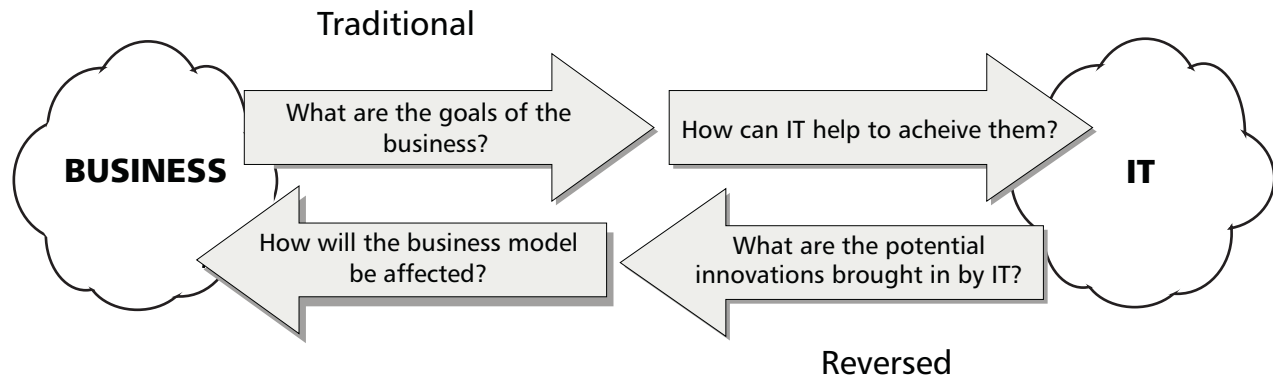 Traditional
What are the goals of the
business?
How can IT help to acheive them?
BUSINESS
IT
How will the business model
be affected?
What are the potential
innovations brought in by IT?
Reversed